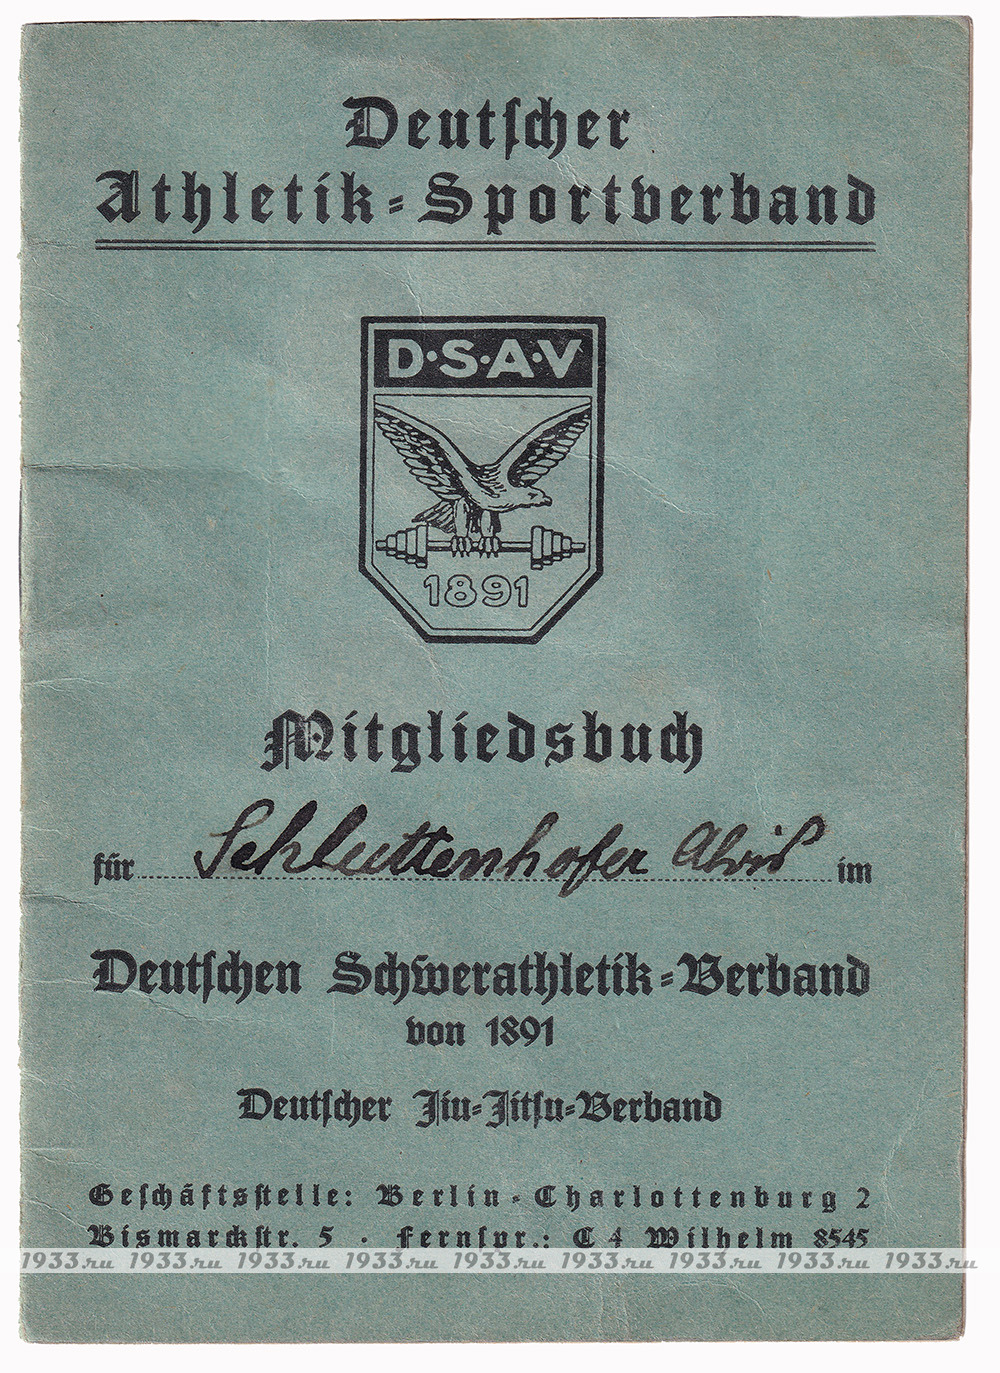 Deutscher
Athletik=Sportverband
D·S·A·V
1891
Mitgliedsbuch
für Schluttenhofer Alois im
Deutschen Schwerathletik=Verband
von 1891
Deutscher Jiu=Jitsu=Verband
Geschäftsstelle: Berlin=Charlottenburg 2
Bismarckstr. 5 · Fernspr.: C 4 Wilhelm 8545
1933.ru 1933.ru 1933.ru 1933.ru 1933.ru 1933.ru 1933.ru 1933.ru 1933.ru